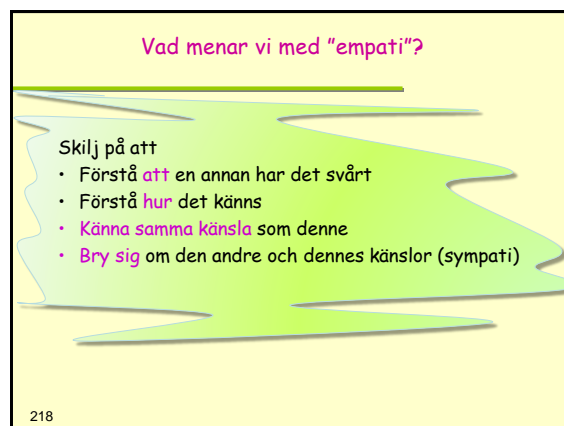 Vad menar vi med ”empati”?
Skilj på att
• Förstå att en annan har det svårt
• Förstå hur det känns
• Känna samma känsla som denne
• Bry sig om den andre och dennes känslor (sympati)
218